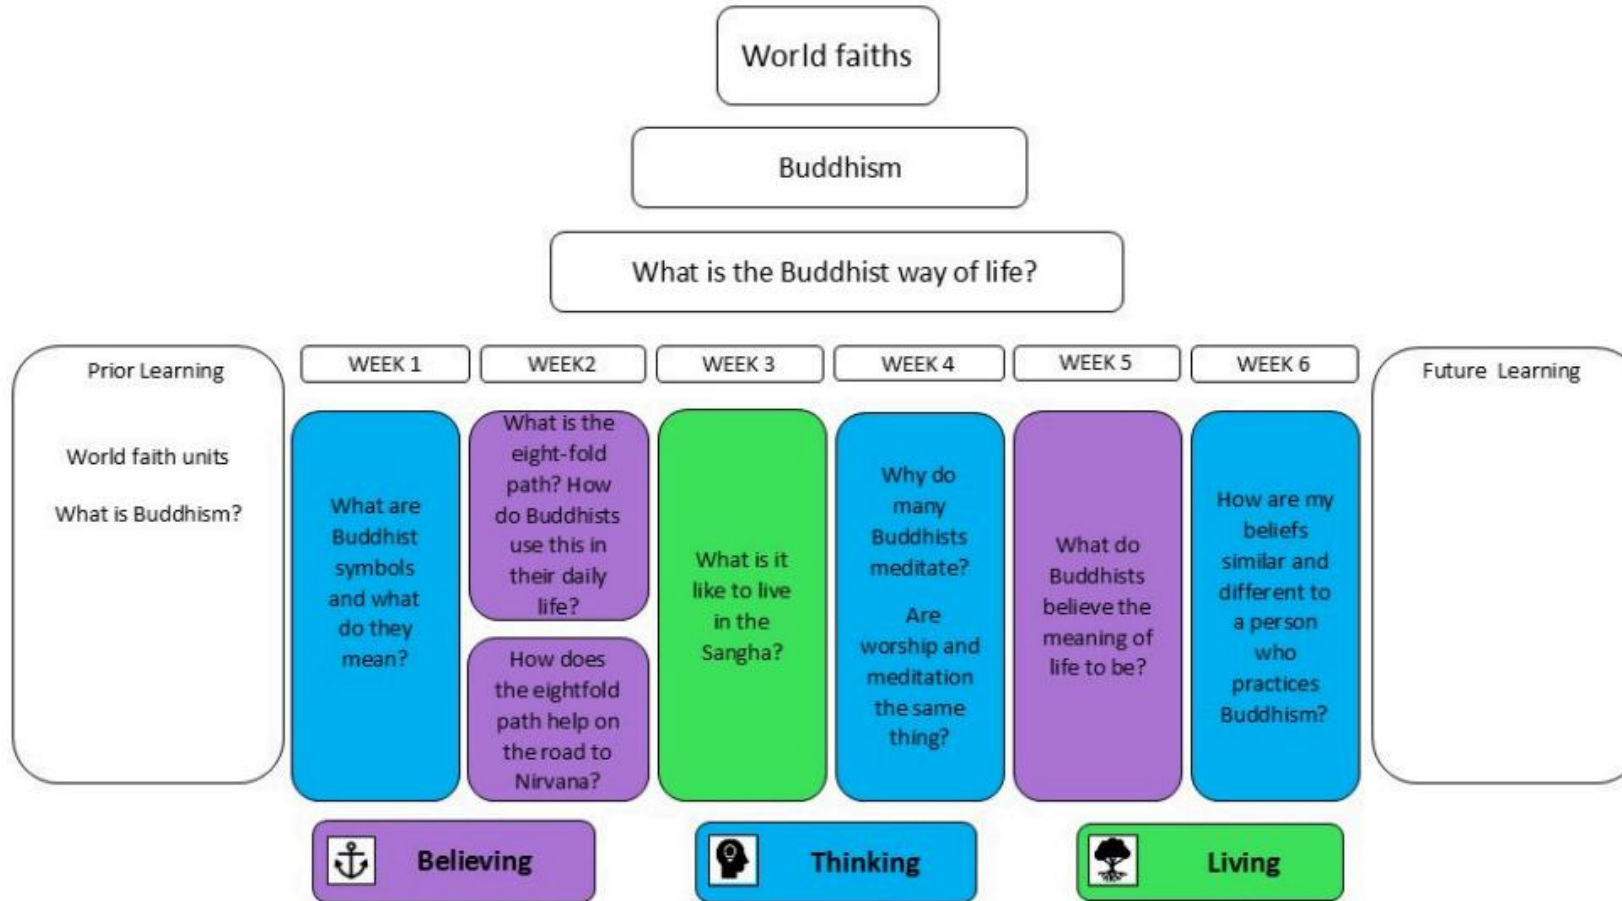 World faiths
Buddhism
What is the Buddhist way of life?
Prior Learning
World faith units
What is Buddhism?
WEEK 1
What are
Buddhist
symbols
and what
do they
mean?
WEEK2
What is the
eight-fold
path? How
do Buddhists
use this in
their daily
life?
How does
the eightfold
path help on
the road to
Nirvana?
WEEK 3
What is it
like to live
in the
Sangha?
WEEK 4
Why do
many
Buddhists
meditate?
Are
worship and
meditation
the same
thing?
WEEK 5
What do
Buddhists
believe the
meaning of
life to be?
WEEK 6
How are my
beliefs
similar and
different to
a person
who
practices
Buddhism?
Future Learning
Believing
Thinking
Living